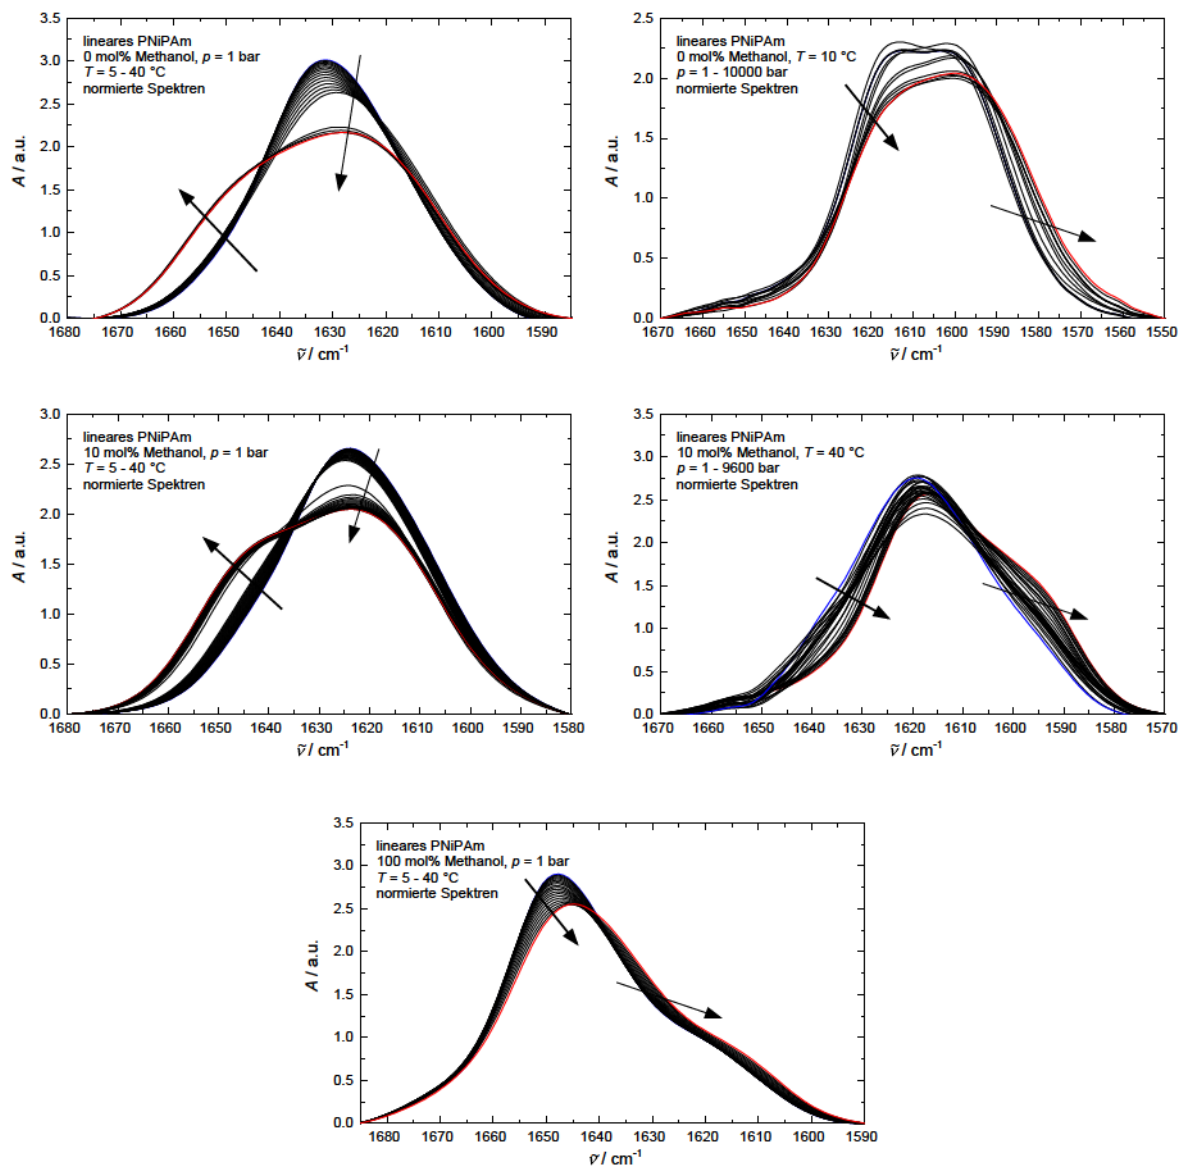 3.5
3.0
2.5
2.0
1.5
1.0
0.5
0.0
A / a.u.
lineares PNiPAm
0 mol% Methanol, p = 1 bar
T = 5 - 40 °C
normierte Spektren
1680 1670 1660 1650 1640 1630 1620 1610 1600 1590
ṽ / cm⁻¹
2.5
2.0
1.5
1.0
0.5
0.0
A / a.u.
lineares PNiPAm
0 mol% Methanol, T = 10 °C
p = 1 - 10000 bar
normierte Spektren
1670 1660 1650 1640 1630 1620 1610 1600 1590 1580 1570 1560 1550
ṽ / cm⁻¹
3.0
2.5
2.0
1.5
1.0
0.5
0.0
A / a.u.
lineares PNiPAm
10 mol% Methanol, p = 1 bar
T = 5 - 40 °C
normierte Spektren
1680 1670 1660 1650 1640 1630 1620 1610 1600 1590 1580
ṽ / cm⁻¹
3.5
3.0
2.5
2.0
1.5
1.0
0.5
0.0
A / a.u.
lineares PNiPAm
10 mol% Methanol, T = 40 °C
p = 1 - 9600 bar
normierte Spektren
1670 1660 1650 1640 1630 1620 1610 1600 1590 1580 1570
ṽ / cm⁻¹
3.5
3.0
2.5
2.0
1.5
1.0
0.5
0.0
A / a.u.
lineares PNiPAm
100 mol% Methanol, p = 1 bar
T = 5 - 40 °C
normierte Spektren
1680 1670 1660 1650 1640 1630 1620 1610 1600 1590
ṽ / cm⁻¹